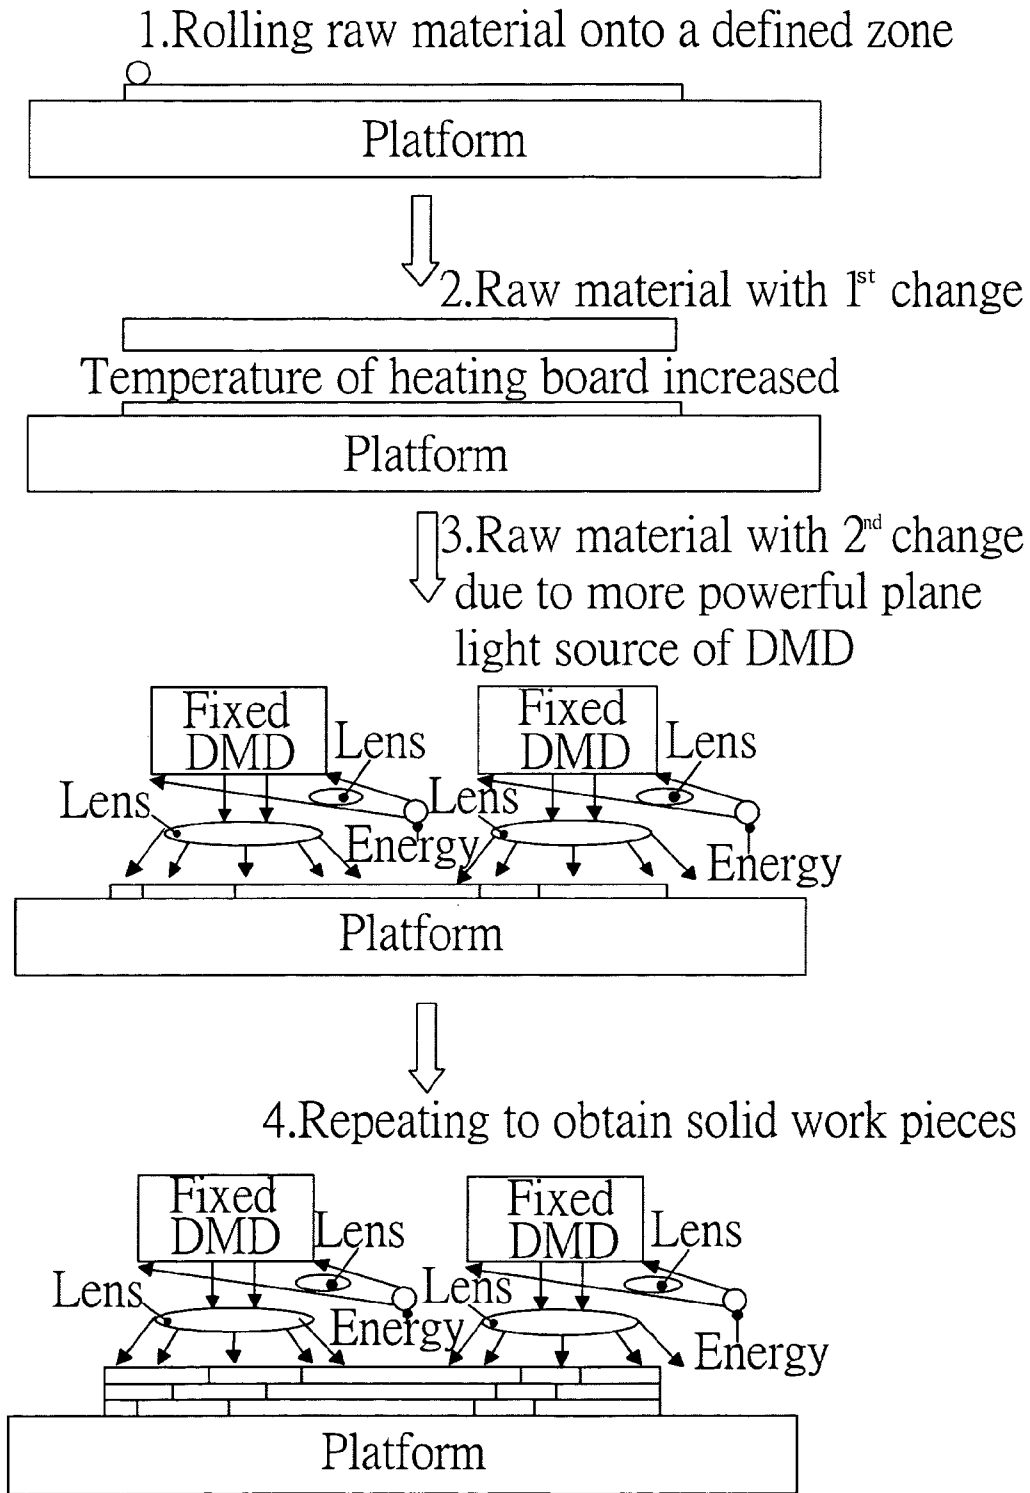 1.Rolling raw material onto a defined zone
Platform
2.Raw material with 1st change
Temperature of heating board increased
Platform
3.Raw material with 2nd change
due to more powerful plane
light source of DMD
Fixed
DMD
Lens
Lens
Energy
Fixed
DMD
Lens
Lens
Energy
Platform
4.Repeating to obtain solid work pieces
Fixed
DMD
Lens
Lens
Energy
Fixed
DMD
Lens
Lens
Energy
Platform